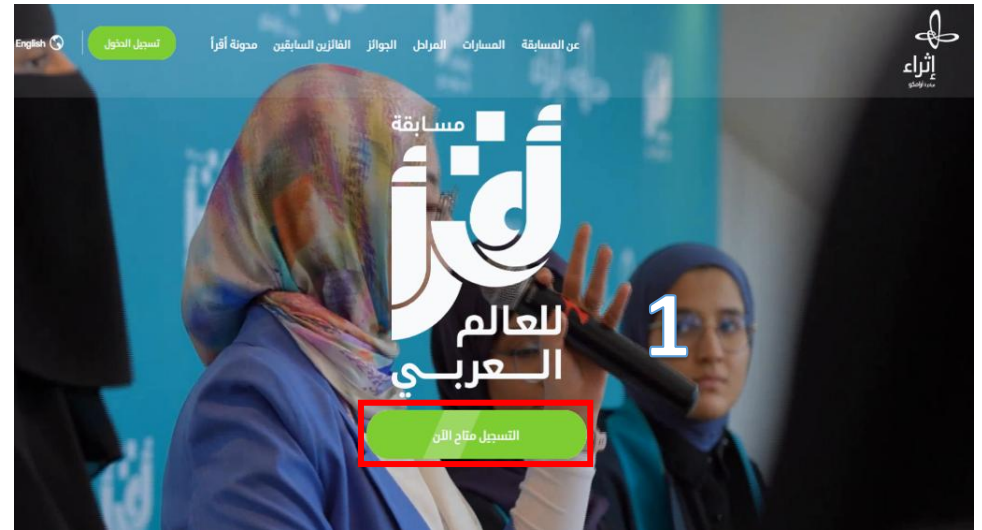 إثراء
عن المسابقة
المسارات
المراحل
الجوائز
الفائزين السابقين
مدونة أقرأ
تسجيل الدخول
English
مسابقة
أقرأ
للعالم
العربي
1
التسجيل متاح الآن